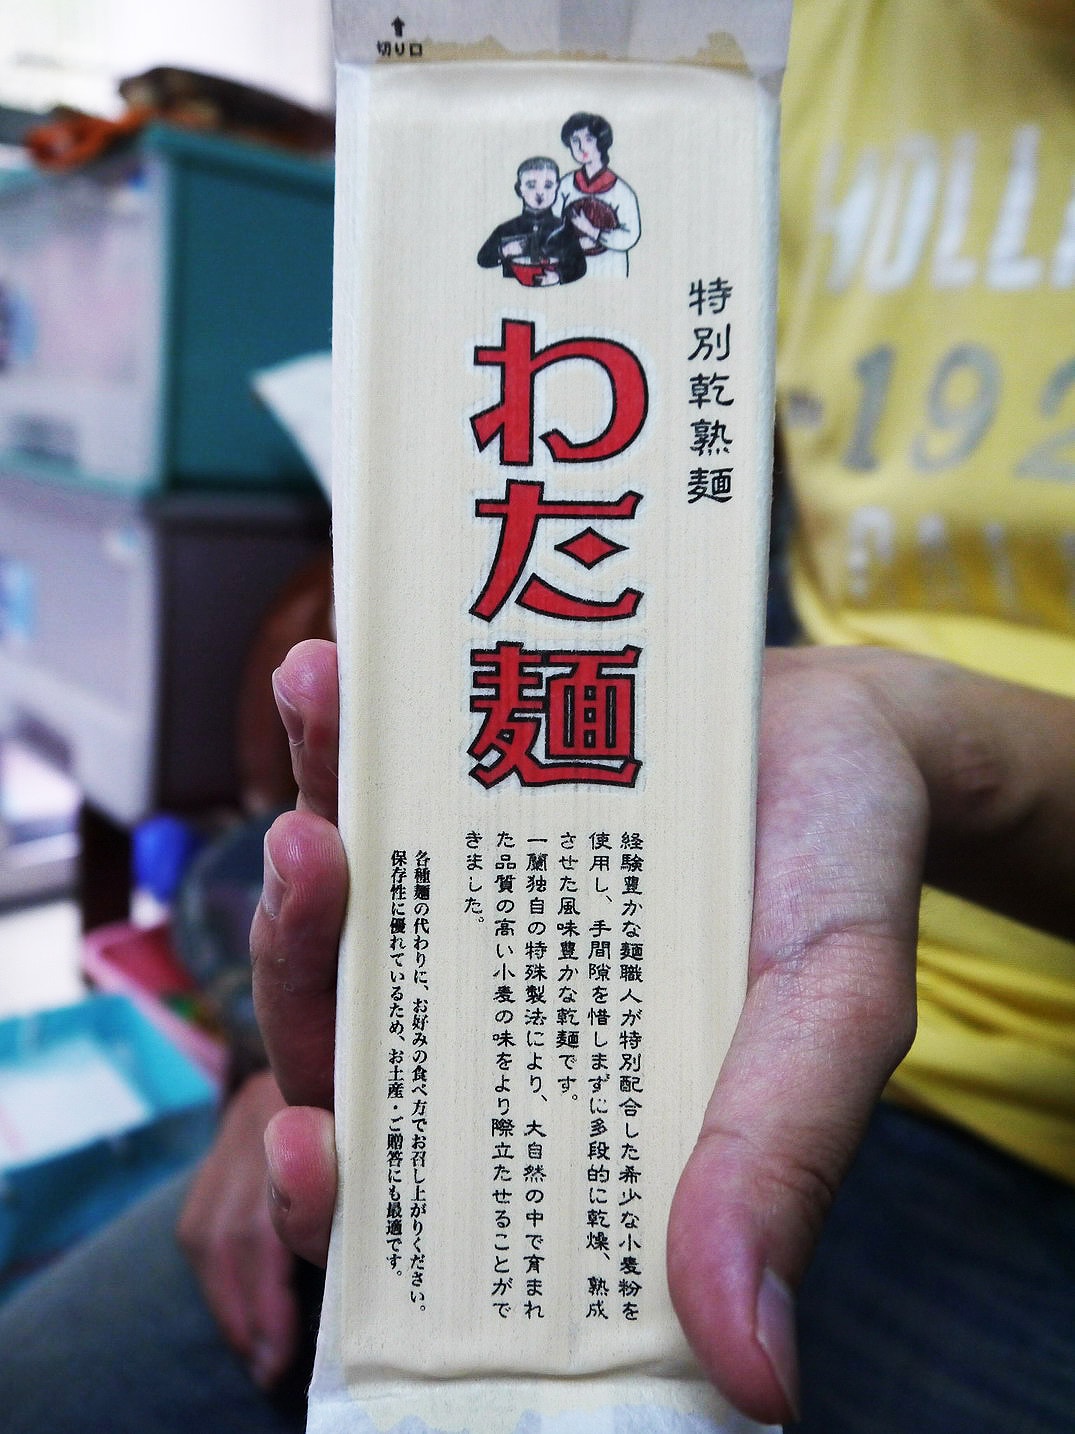 切り口
特別乾熟麺
わた麺
経験豊かな麺職人が特別配合した希少な小麦粉を
使用し、手間隙を惜しまずに多段的に乾燥、熟成
させた風味豊かな乾麺です。
一蘭独自の特殊製法により、大自然の中で育まれ
た品質の高い小麦の味をより際立たせることがで
きました。
各種麺の代わりに、お好みの食べ方でお召し上がりください。
保存性に優れているため、お土産・ご贈答にも最適です。
192